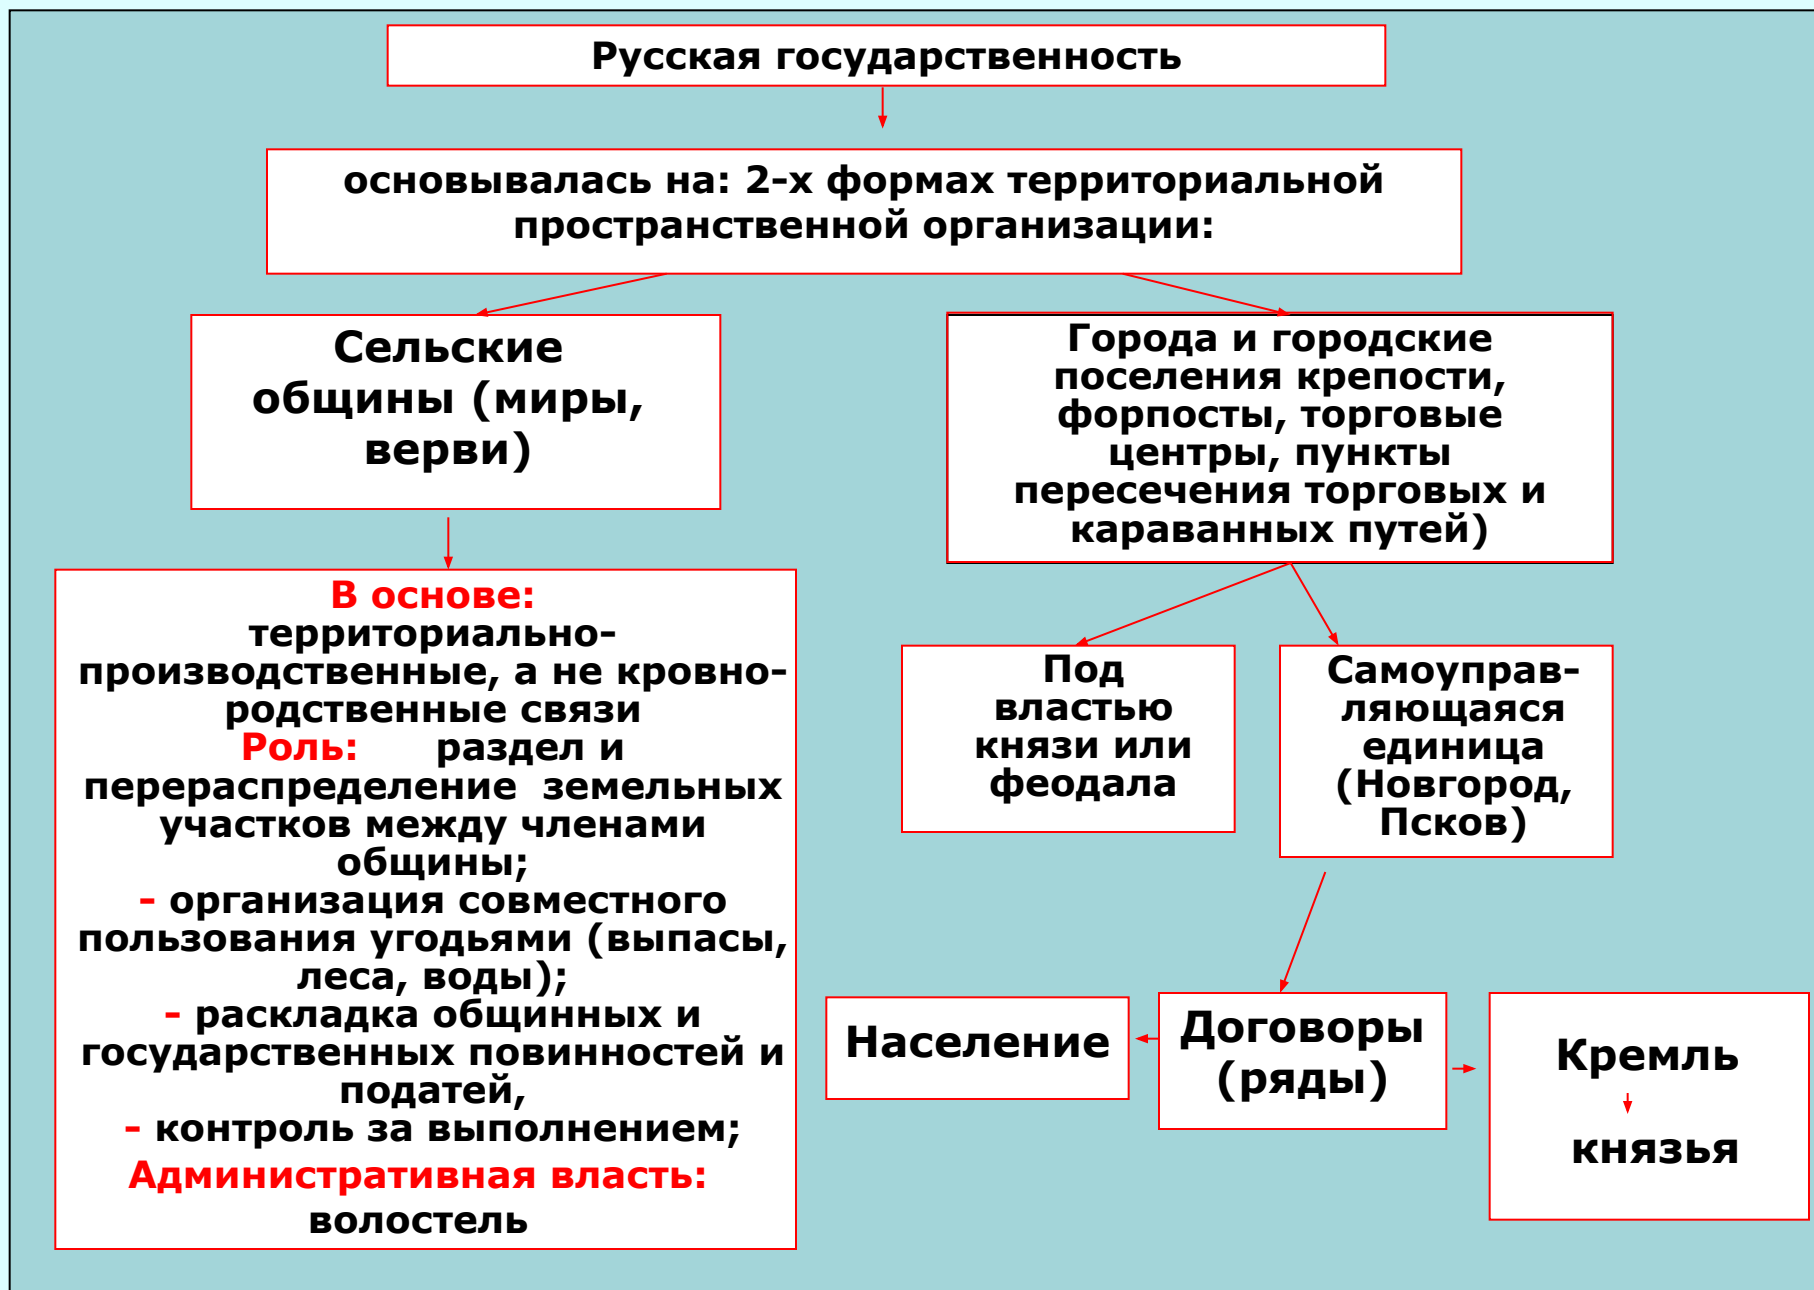 Русская государственность
основывалась на: 2-х формах территориальной
пространственной организации:
Сельские
общины (миры,
верви)
Города и городские
поселения крепости,
форпосты, торговые
центры, пункты
пересечения торговых и
караванных путей)
В основе:
территориально-
производственные, а не кровно-
родственные связи
Роль: раздел и
перераспределение земельных
участков между членами
общины;
- организация совместного
пользования угодьями (выпасы,
леса, воды);
- раскладка общинных и
государственных повинностей и
податей,
- контроль за выполнением;
Административная власть:
волостель
Под
властью
князи или
феодала
Самоуправ-
ляющаяся
единица
(Новгород,
Псков)
Население
Договоры
(ряды)
Кремль
князья